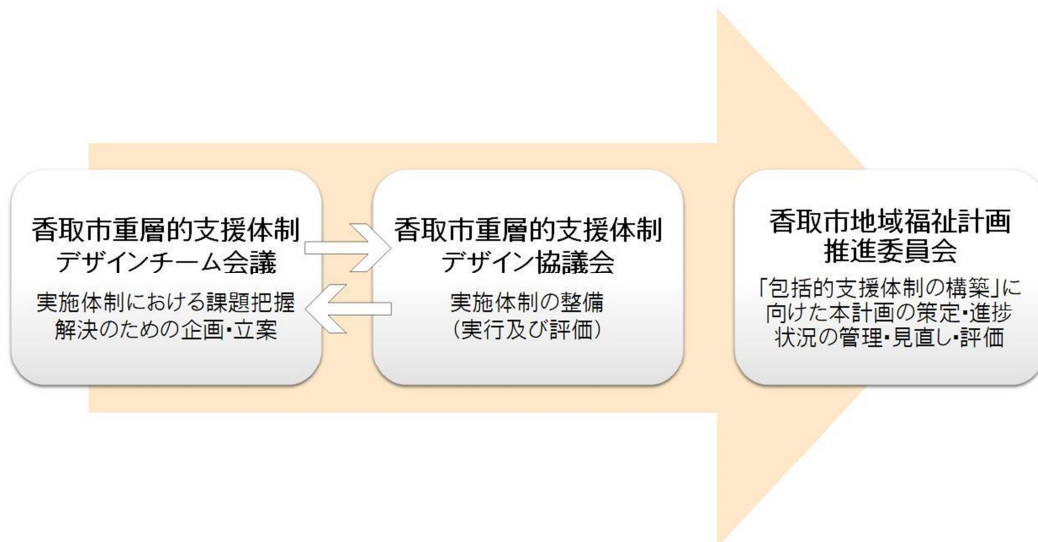 香取市重層的支援体制
デザインチーム会議
実施体制における課題把握
解決のための企画・立案
香取市重層的支援体制
デザイン協議会
実施体制の整備
(実行及び評価)
香取市地域福祉計画
推進委員会
「包括的支援体制の構築」に
向けた本計画の策定・進捗
状況の管理・見直し・評価